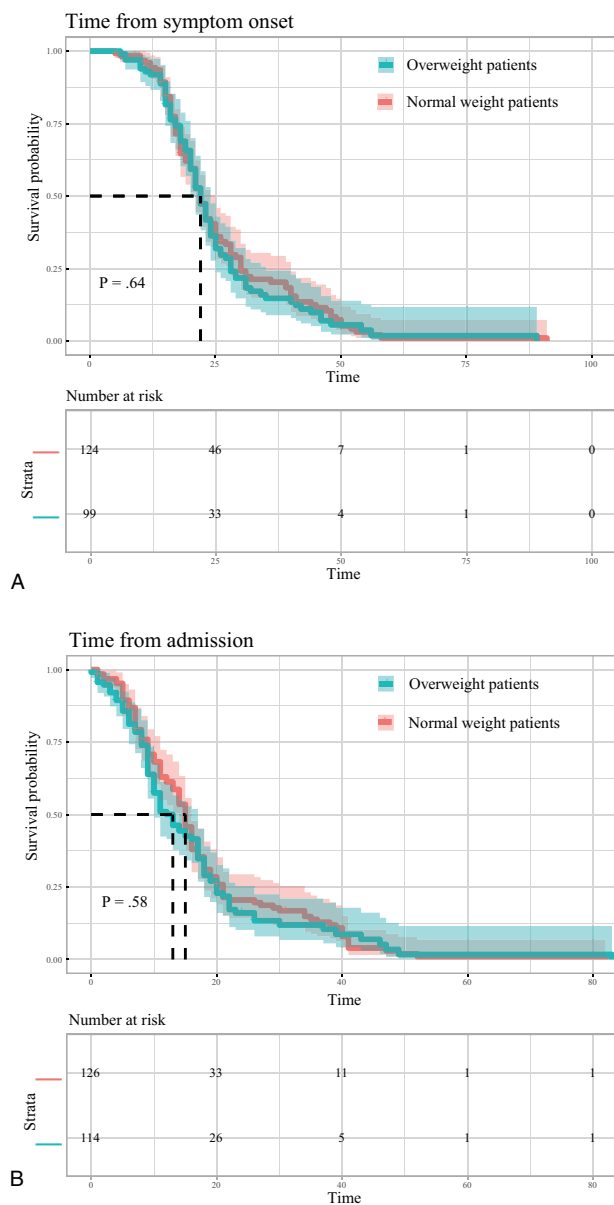 Time from symptom onset
1.00
Overweight patients
Normal weight patients
0.75
Survival probability
0.50
0.25
P = .64
0.00
0 25 50 75 100
Time
Number at risk
124 46 7 1 0
Strata
99 33 4 1 0
0 25 50 75 100
Time
A
Time from admission
1.00
Overweight patients
Normal weight patients
0.75
Survival probability
0.50
0.25
P = .58
0.00
0 20 40 60 80
Time
Number at risk
126 33 11 1 1
Strata
114 26 5 1 1
B
0 20 40 60 80
Time